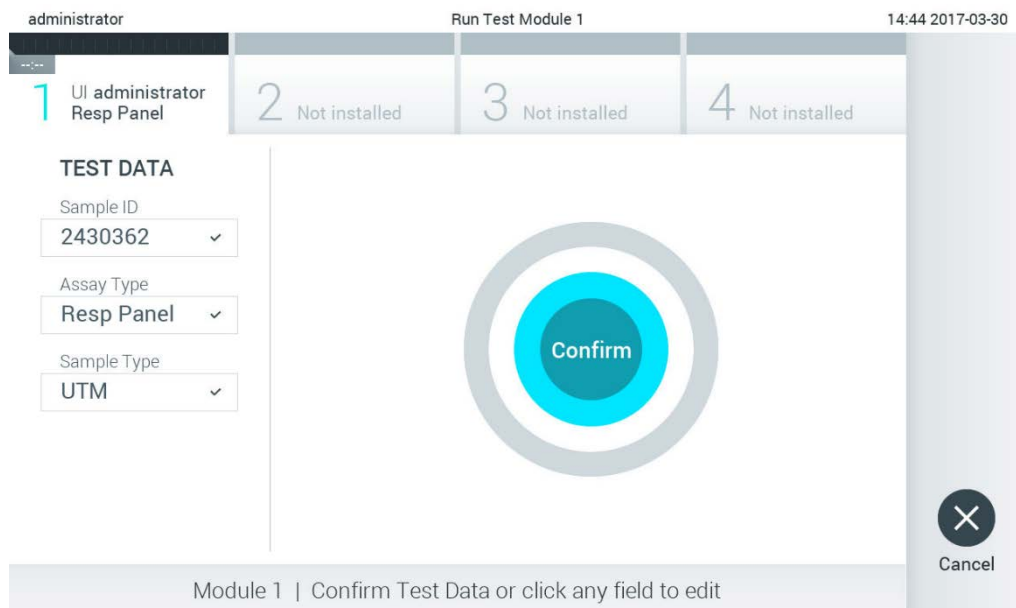 administrator Run Test Module 1 14:44 2017-03-30
--:--
1 UI administrator
Resp Panel
2 Not installed
3 Not installed
4 Not installed
TEST DATA
Sample ID
2430362
Assay Type
Resp Panel
Sample Type
UTM
Confirm
Cancel
Module 1 | Confirm Test Data or click any field to edit